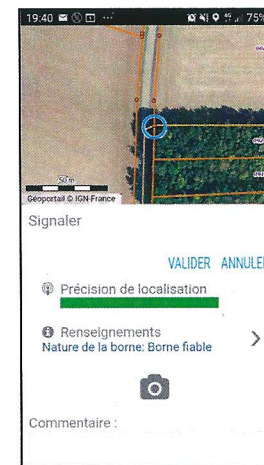 19:40
75%
50 m
Géoportail © IGN-France
Signaler
VALIDER ANNULER
Précision de localisation
Renseignements
Nature de la borne: Borne fiable
Commentaire :